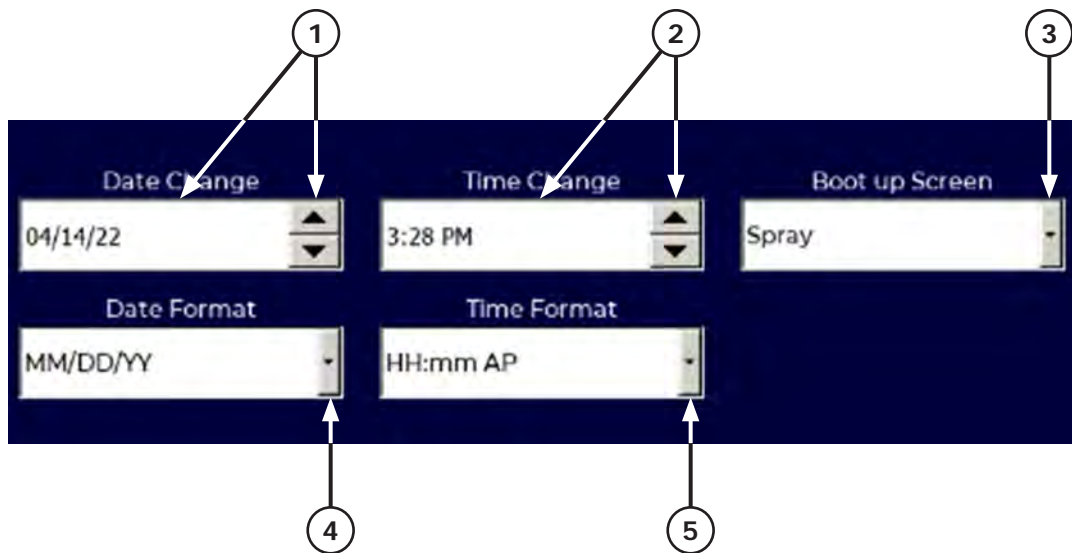 1 2 3
Date Change Time Change Boot up Screen
04/14/22 3:28 PM Spray
Date Format Time Format
MM/DD/YY HH:mm AP
4 5